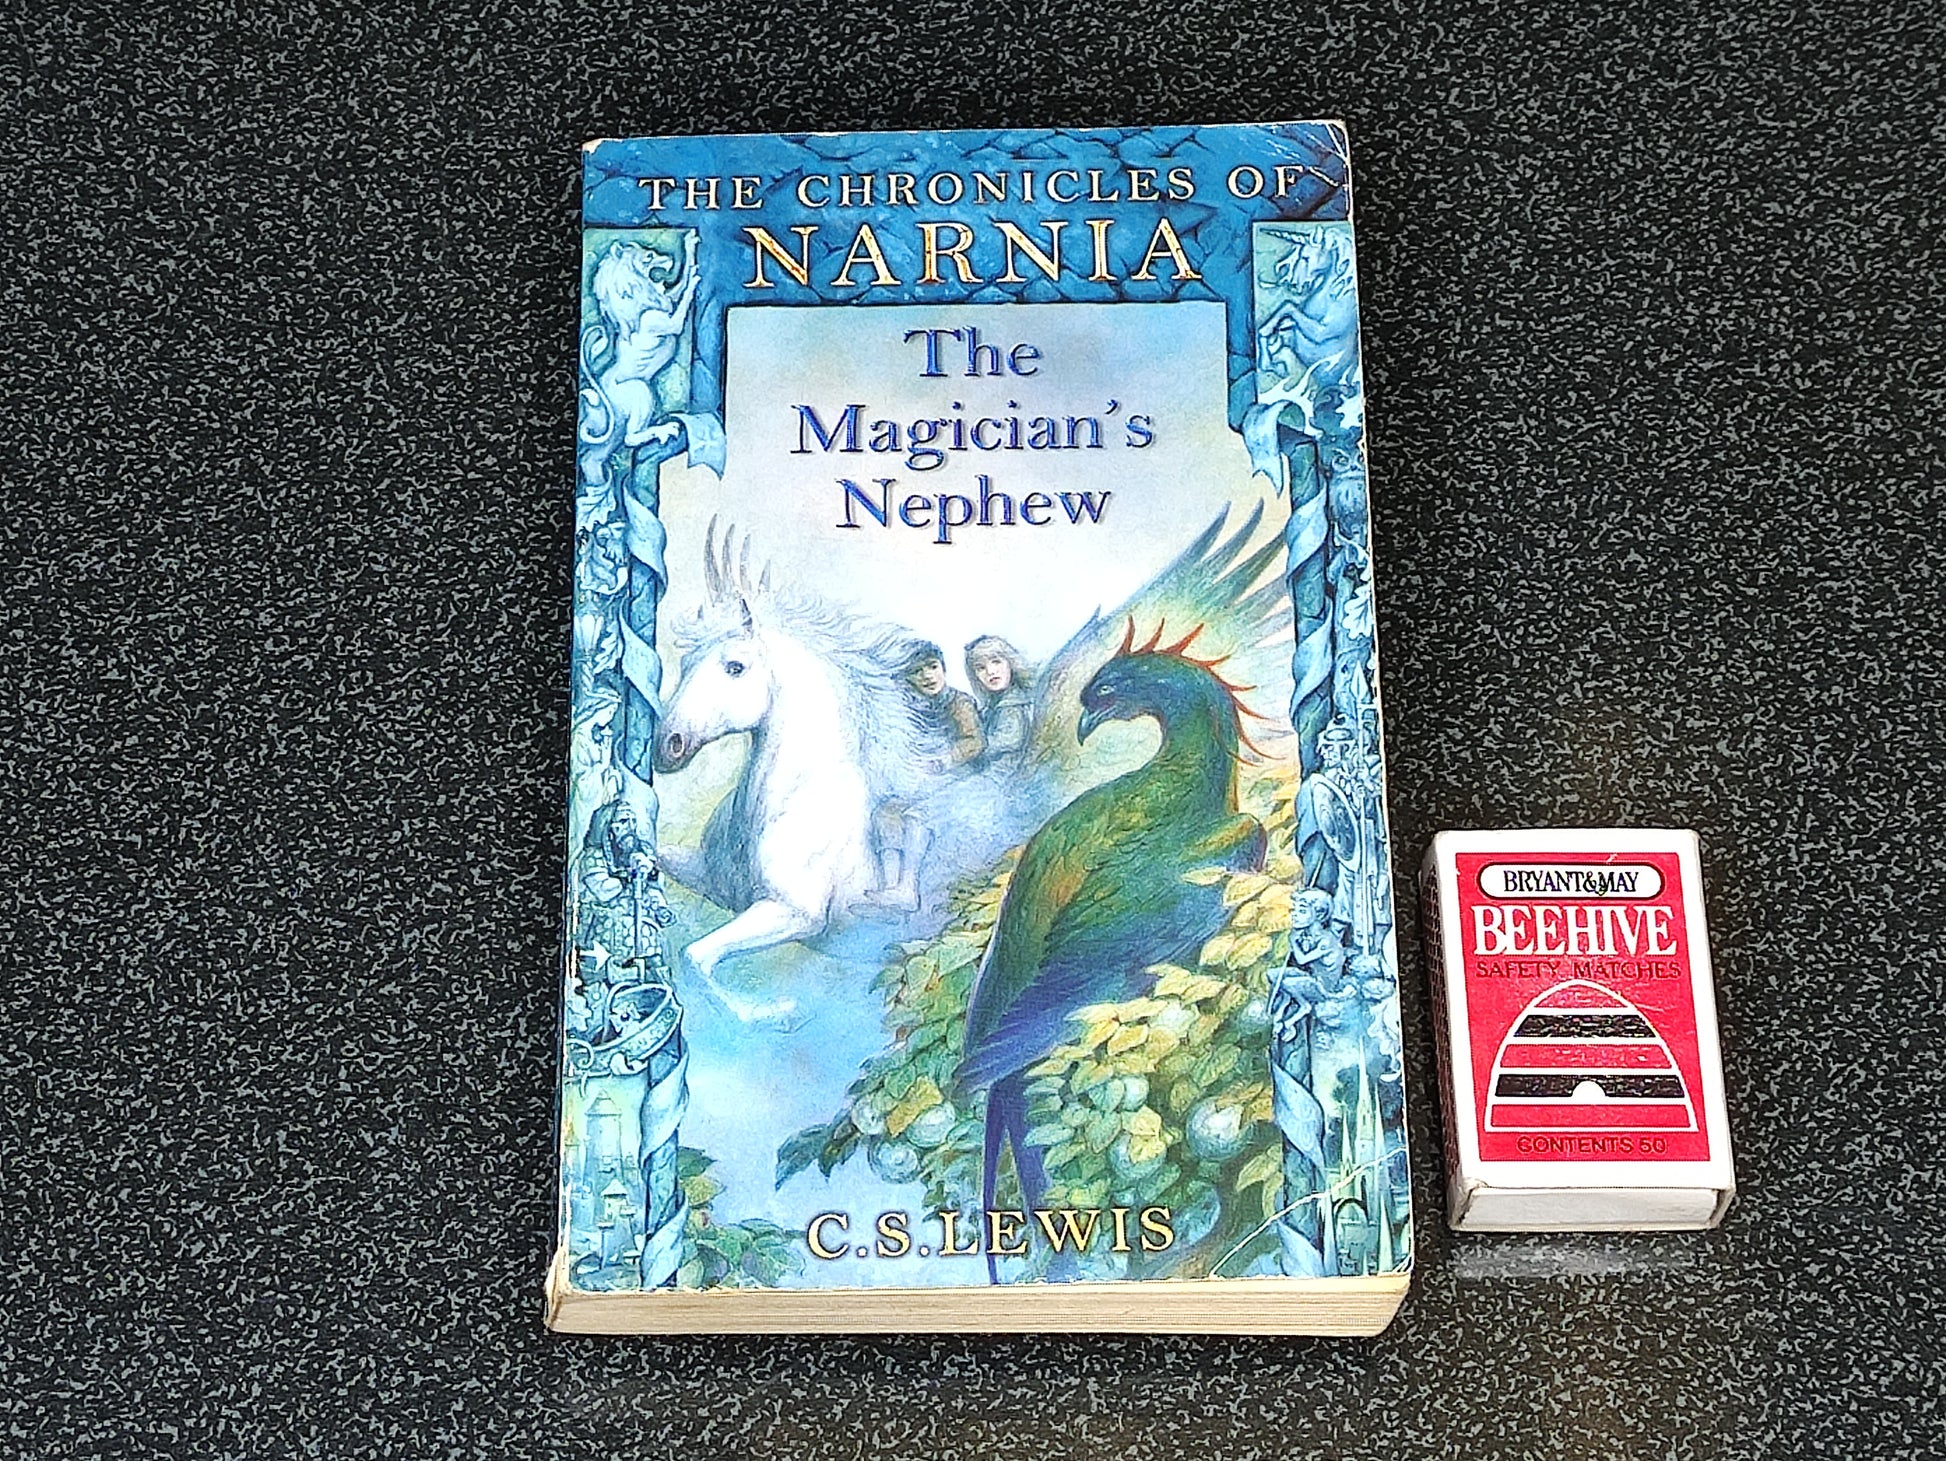 THE CHRONICLES OF
NARNIA
The
Magician's
Nephew
C.S.LEWIS
BRYANT&MAY
BEEHIVE
SAFETY MATCHES
CONTENTS 50